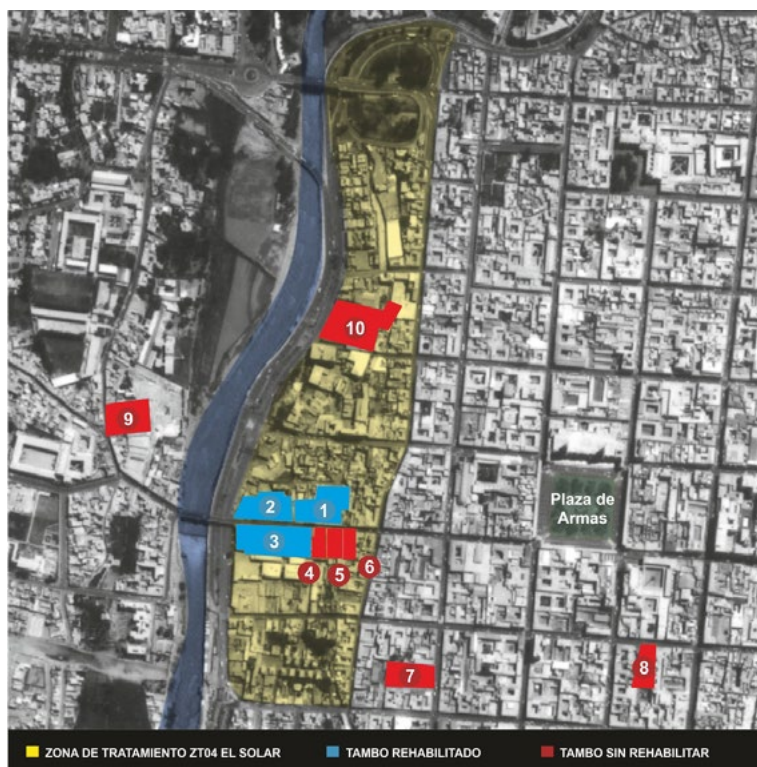 10
9
2
1
3
4
5
6
7
8
Plaza de
Armas
ZONA DE TRATAMIENTO ZT04 EL SOLAR
TAMBO REHABILITADO
TAMBO SIN REHABILITAR